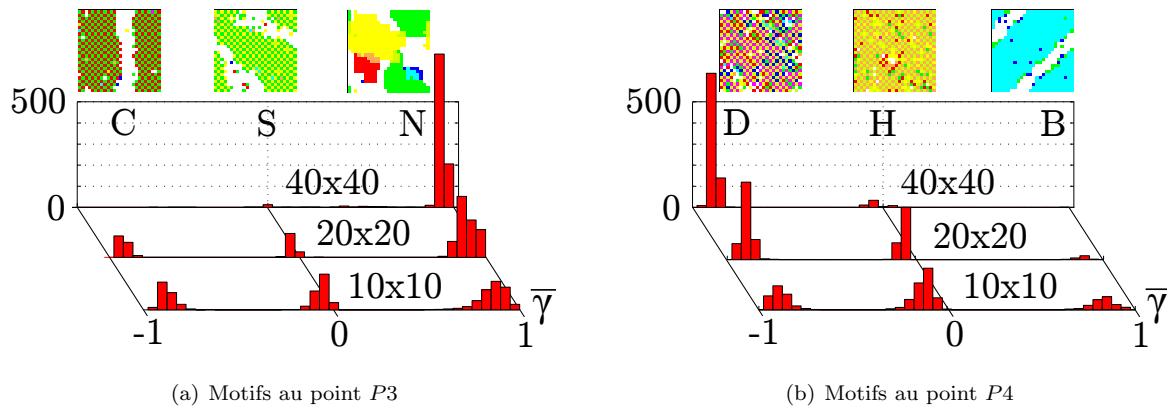 500
C S N
40x40
0
20x20
10x10
γ̅
-1 0 1
(a) Motifs au point P3
500
D H B
40x40
0
20x20
10x10
γ̅
-1 0 1
(b) Motifs au point P4